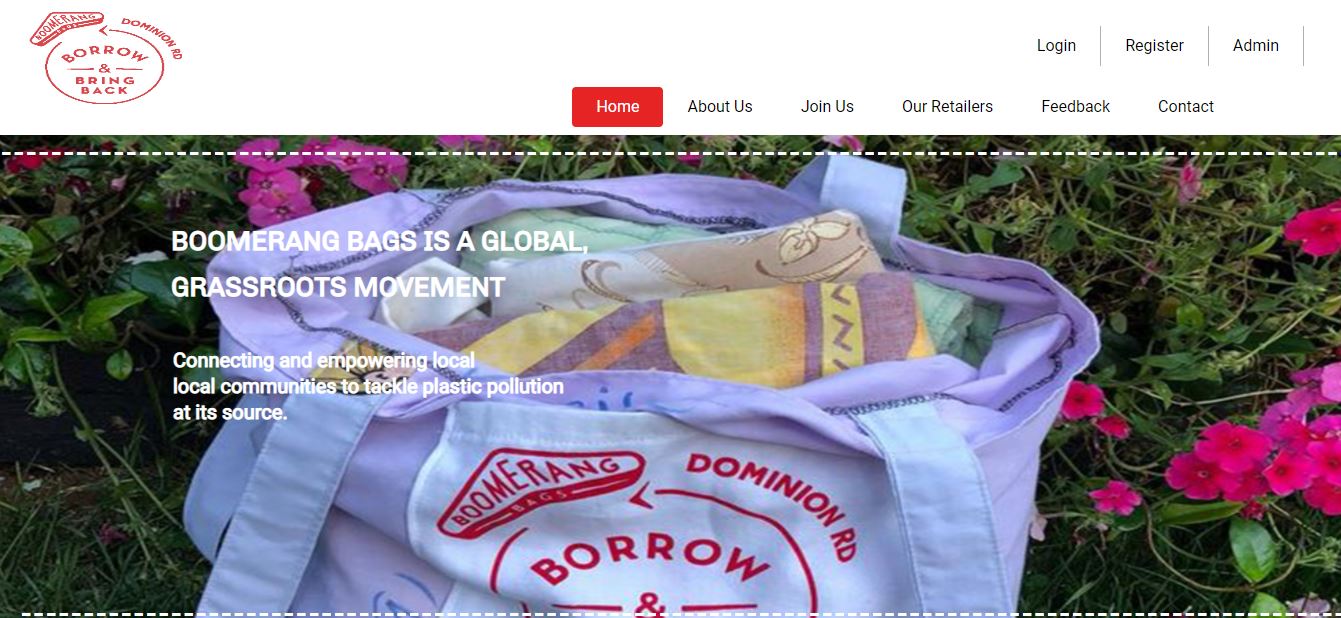 BOOMERANG
BAGS
DOMINION RD
BORROW
&
BRING
BACK
Login
Register
Admin
Home
About Us
Join Us
Our Retailers
Feedback
Contact
BOOMERANG BAGS IS A GLOBAL,
GRASSROOTS MOVEMENT
Connecting and empowering local
local communities to tackle plastic pollution
at its source.
BOOMERANG
BAGS
DOMINION RD
BORROW
&